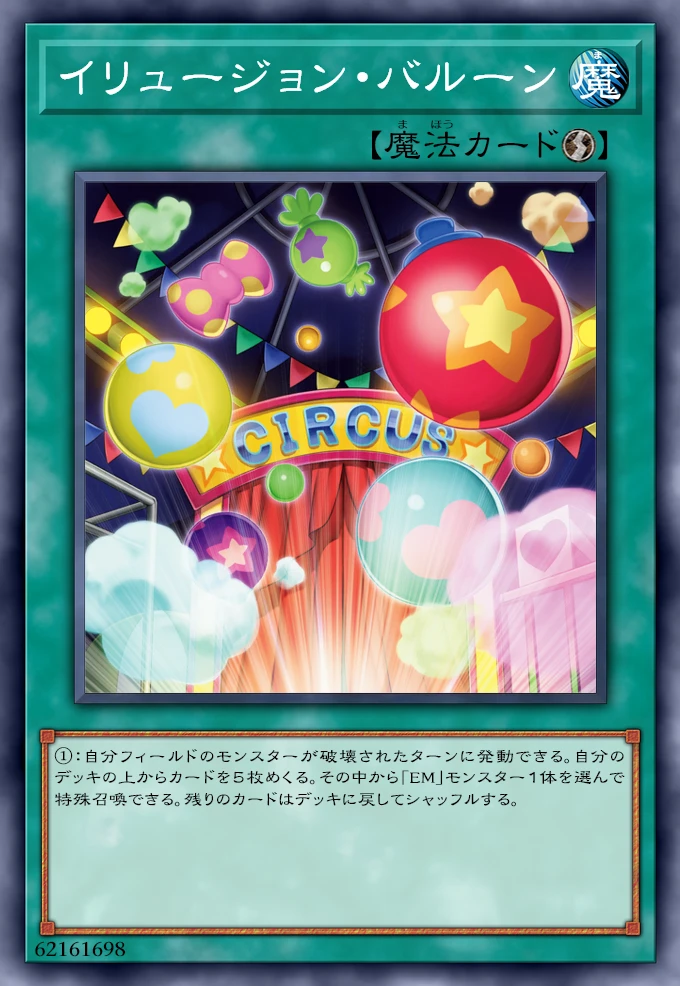 イリュージョン・バルーン 魔
【魔法カード】
CIRCUS
①:自分フィールドのモンスターが破壊されたターンに発動できる。自分の
デッキの上からカードを5枚めくる。その中から「EM」モンスター1体を選んで
特殊召喚できる。残りのカードはデッキに戻してシャッフルする。
62161698